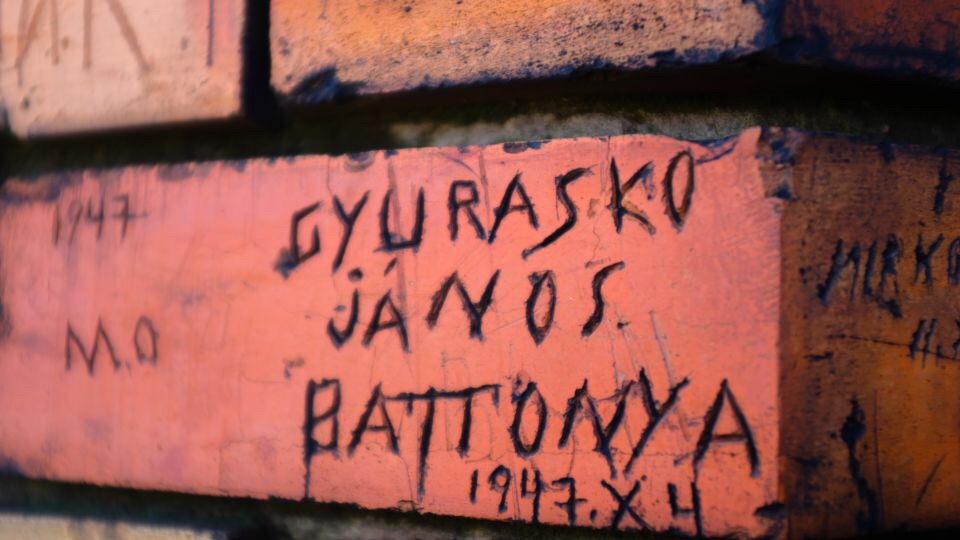 1947
M.O
GYURASKO
JÁNOS.
BATTONYA
1947.X.4